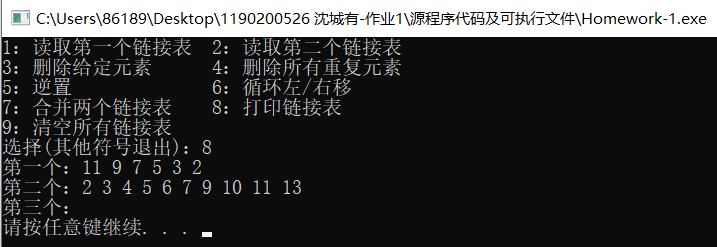 C:\Users\86189\Desktop\1190200526 沈城有-作业1\源程序代码及可执行文件\Homework-1.exe
1: 读取第一个链接表 2: 读取第二个链接表
3: 删除给定元素 4: 删除所有重复元素
5: 逆置 6: 循环左/右移
7: 合并两个链接表 8: 打印链接表
9: 清空所有链接表
选择(其他符号退出): 8
第一个: 11 9 7 5 3 2
第二个: 2 3 4 5 6 7 9 10 11 13
第三个:
请按任意键继续. . .